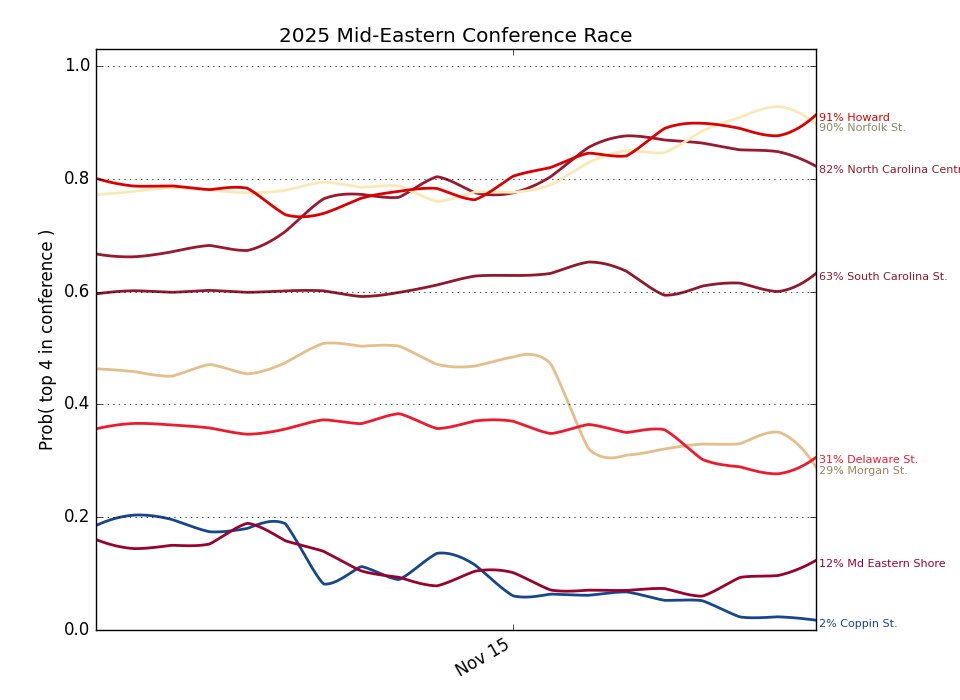 2025 Mid-Eastern Conference Race
Prob( top 4 in conference )
1.0
0.8
0.6
0.4
0.2
0.0
Nov 15
91% Howard
90% Norfolk St.
82% North Carolina Centr
63% South Carolina St.
31% Delaware St.
29% Morgan St.
12% Md Eastern Shore
2% Coppin St.